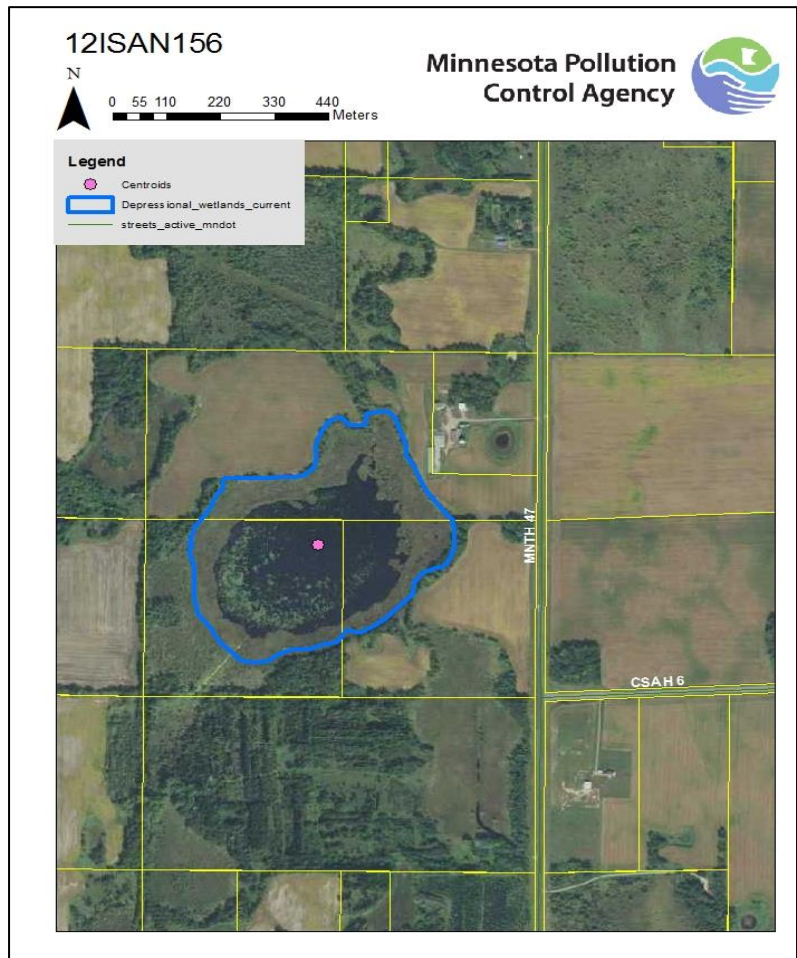 12ISAN156
Minnesota Pollution
Control Agency
N
0 55 110 220 330 440
Meters
Legend
Centroids
Depressional_wetlands_current
streets_active_mndot
MNTH 47
CSAH 6